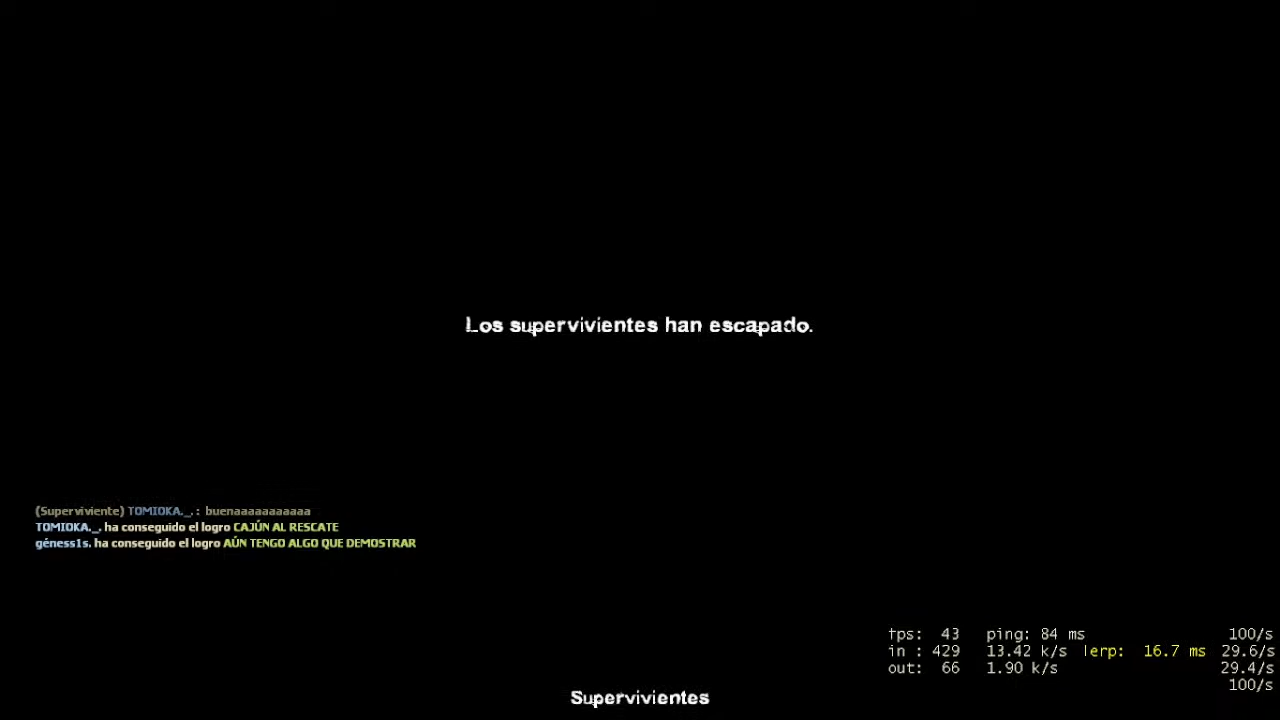 Los supervivientes han escapado.
(Superviviente) TOMIOKA._. : buenaaaaaaaaaaa
TOMIOKA._. ha conseguido el logro CAJÚN AL RESCATE
géness1s. ha conseguido el logro AÚN TENGO ALGO QUE DEMOSTRAR
fps: 43 ping: 84 ms 100/s
in : 429 13.42 k/s lerp: 16.7 ms 29.6/s
out: 66 1.90 k/s 29.4/s
100/s
Supervivientes